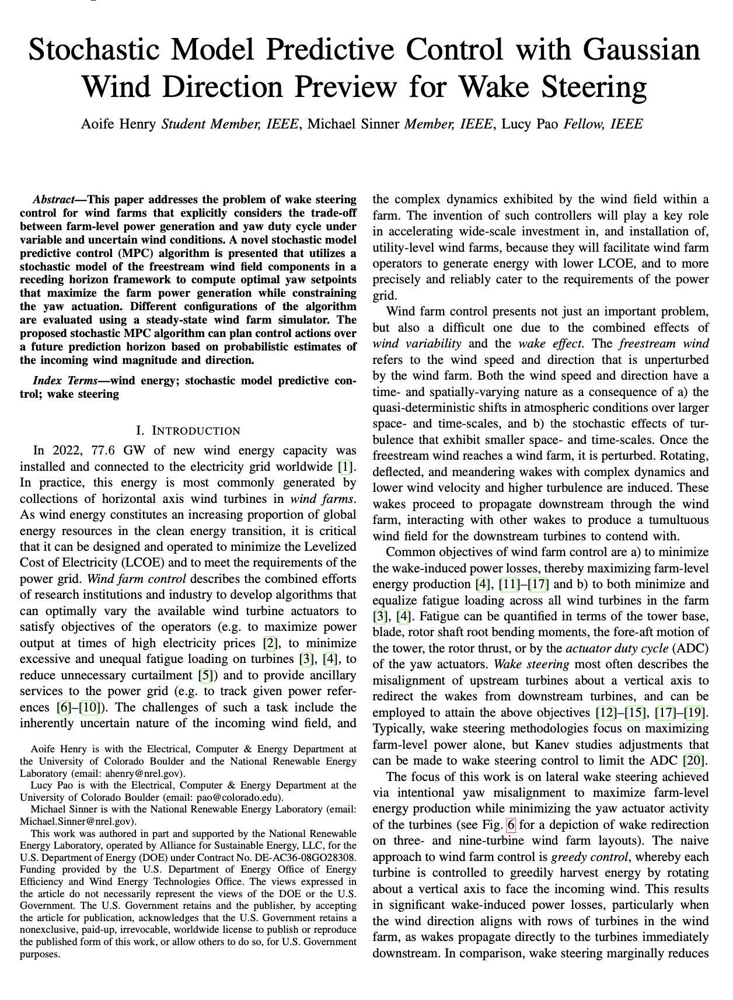 Stochastic Model Predictive Control with Gaussian
Wind Direction Preview for Wake Steering
Aoife Henry Student Member, IEEE, Michael Sinner Member, IEEE, Lucy Pao Fellow, IEEE
Abstract—This paper addresses the problem of wake steering
control for wind farms that explicitly considers the trade-off
between farm-level power generation and yaw duty cycle under
variable and uncertain wind conditions. A novel stochastic model
predictive control (MPC) algorithm is presented that utilizes a
stochastic model of the freestream wind field components in a
receding horizon framework to compute optimal yaw setpoints
that maximize the farm power generation while constraining
the yaw actuation. Different configurations of the algorithm
are evaluated using a steady-state wind farm simulator. The
proposed stochastic MPC algorithm can plan control actions over
a future prediction horizon based on probabilistic estimates of
the incoming wind magnitude and direction.
Index Terms—wind energy; stochastic model predictive con-
trol; wake steering
I. INTRODUCTION
In 2022, 77.6 GW of new wind energy capacity was
installed and connected to the electricity grid worldwide [1].
In practice, this energy is most commonly generated by
collections of horizontal axis wind turbines in wind farms.
As wind energy constitutes an increasing proportion of global
energy resources in the clean energy transition, it is critical
that it can be designed and operated to minimize the Levelized
Cost of Electricity (LCOE) and to meet the requirements of the
power grid. Wind farm control describes the combined efforts
of research institutions and industry to develop algorithms that
can optimally vary the available wind turbine actuators to
satisfy objectives of the operators (e.g. to maximize power
output at times of high electricity prices [2], to minimize
excessive and unequal fatigue loading on turbines [3], [4], to
reduce unnecessary curtailment [5]) and to provide ancillary
services to the power grid (e.g. to track given power refer-
ences [6]–[10]). The challenges of such a task include the
inherently uncertain nature of the incoming wind field, and
Aoife Henry is with the Electrical, Computer & Energy Department at
the University of Colorado Boulder and the National Renewable Energy
Laboratory (email: ahenry@nrel.gov).
Lucy Pao is with the Electrical, Computer & Energy Department at the
University of Colorado Boulder (email: pao@colorado.edu).
Michael Sinner is with the National Renewable Energy Laboratory (email:
Michael.Sinner@nrel.gov).
This work was authored in part and supported by the National Renewable
Energy Laboratory, operated by Alliance for Sustainable Energy, LLC, for the
U.S. Department of Energy (DOE) under Contract No. DE-AC36-08GO28308.
Funding provided by the U.S. Department of Energy Office of Energy
Efficiency and Wind Energy Technologies Office. The views expressed in
the article do not necessarily represent the views of the DOE or the U.S.
Government. The U.S. Government retains and the publisher, by accepting
the article for publication, acknowledges that the U.S. Government retains a
nonexclusive, paid-up, irrevocable, worldwide license to publish or reproduce
the published form of this work, or allow others to do so, for U.S. Government
purposes.
the complex dynamics exhibited by the wind field within a
farm. The invention of such controllers will play a key role
in accelerating wide-scale investment in, and installation of,
utility-level wind farms, because they will facilitate wind farm
operators to generate energy with lower LCOE, and to more
precisely and reliably cater to the requirements of the power
grid.
Wind farm control presents not just an important problem,
but also a difficult one due to the combined effects of
wind variability and the wake effect. The freestream wind
refers to the wind speed and direction that is unperturbed
by the wind farm. Both the wind speed and direction have a
time- and spatially-varying nature as a consequence of a) the
quasi-deterministic shifts in atmospheric conditions over larger
space- and time-scales, and b) the stochastic effects of tur-
bulence that exhibit smaller space- and time-scales. Once the
freestream wind reaches a wind farm, it is perturbed. Rotating,
deflected, and meandering wakes with complex dynamics and
lower wind velocity and higher turbulence are induced. These
wakes proceed to propagate downstream through the wind
farm, interacting with other wakes to produce a tumultuous
wind field for the downstream turbines to contend with.
Common objectives of wind farm control are a) to minimize
the wake-induced power losses, thereby maximizing farm-level
energy production [4], [11]–[17] and b) to both minimize and
equalize fatigue loading across all wind turbines in the farm
[3], [4]. Fatigue can be quantified in terms of the tower base,
blade, rotor shaft root bending moments, the fore-aft motion of
the tower, the rotor thrust, or by the actuator duty cycle (ADC)
of the yaw actuators. Wake steering most often describes the
misalignment of upstream turbines about a vertical axis to
redirect the wakes from downstream turbines, and can be
employed to attain the above objectives [12]–[15], [17]–[19].
Typically, wake steering methodologies focus on maximizing
farm-level power alone, but Kanev studies adjustments that
can be made to wake steering control to limit the ADC [20].
The focus of this work is on lateral wake steering achieved
via intentional yaw misalignment to maximize farm-level
energy production while minimizing the yaw actuator activity
of the turbines (see Fig. 6 for a depiction of wake redirection
on three- and nine-turbine wind farm layouts). The naive
approach to wind farm control is greedy control, whereby each
turbine is controlled to greedily harvest energy by rotating
about a vertical axis to face the incoming wind. This results
in significant wake-induced power losses, particularly when
the wind direction aligns with rows of turbines in the wind
farm, as wakes propagate directly to the turbines immediately
downstream. In comparison, wake steering marginally reduces